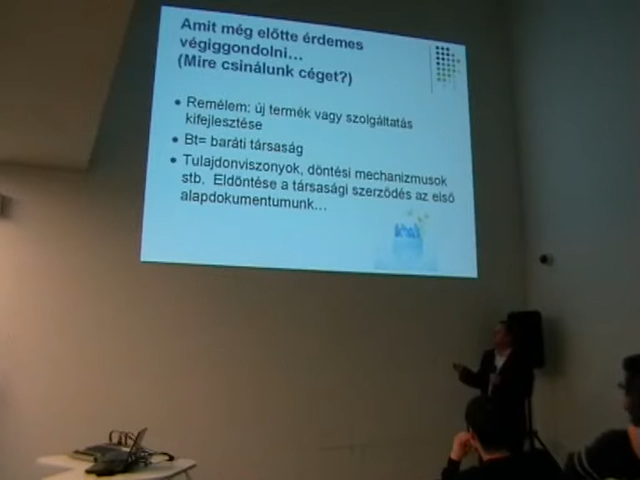 Amit még előtte érdemes
végiggondolni…
(Mire csinálunk céget?)
• Remélem: új termék vagy szolgáltatás
kifejlesztése
• Bt= baráti társaság
• Tulajdonviszonyok, döntési mechanizmusok
stb. Eldöntése a társasági szerződés az első
alapdokumentumunk…